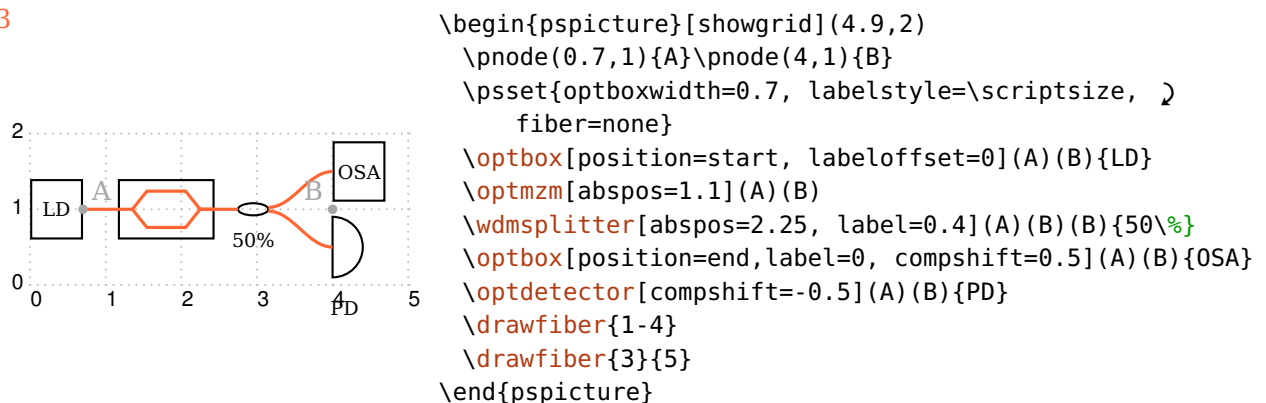 3
2
1
0
0 1 2 3 4 5
A
B
LD
OSA
50%
PD
\begin{pspicture}[showgrid](4.9,2)
\pnode(0.7,1){A}\pnode(4,1){B}
\psset{optboxwidth=0.7, labelstyle=\scriptsize,
fiber=none}
\optbox[position=start, labeloffset=0](A)(B){LD}
\optmzm[abspos=1.1](A)(B)
\wdmsplitter[abspos=2.25, label=0.4](A)(B)(B){50\%}
\optbox[position=end,label=0, compshift=0.5](A)(B){OSA}
\optdetector[compshift=-0.5](A)(B){PD}
\drawfiber{1-4}
\drawfiber{3}{5}
\end{pspicture}